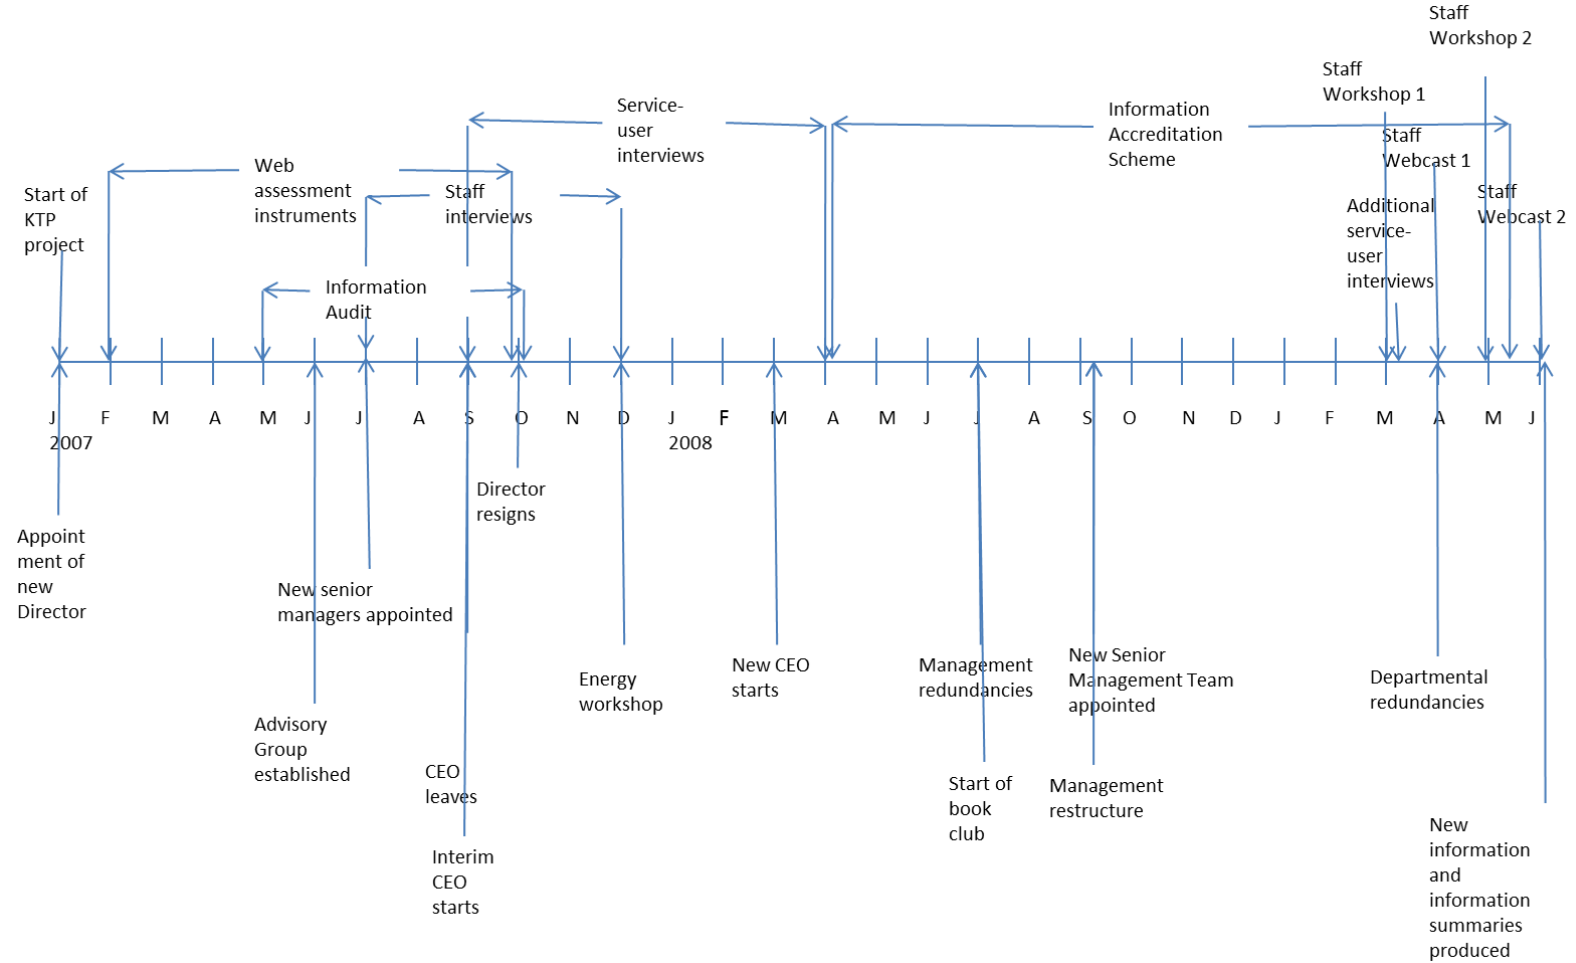 Staff
Workshop 2
Staff
Workshop 1
Service-
user
interviews
Information
Accreditation
Scheme
Staff
Webcast 1
Web
assessment
instruments
Staff
interviews
Start of
KTP
project
Staff
Webcast 2
Additional
service-
user
interviews
Information
Audit
J F M A M J J A S O N D J F M A M J J A S O N D J F M A M J
2007 2008
Director
resigns
Appoint
ment of
new
Director
New senior
managers appointed
Energy
workshop
New CEO
starts
Management
redundancies
New Senior
Management Team
appointed
Departmental
redundancies
Advisory
Group
established
CEO
leaves
Start of
book
club
Management
restructure
Interim
CEO
starts
New
information
and
information
summaries
produced